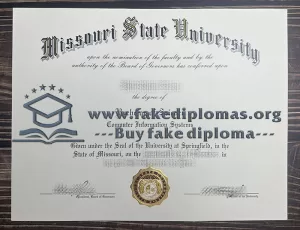 Missouri State University
upon the nomination of the faculty and by the
authority of the Board of Governors has conferred upon
the degree of
www.fakediplomas.org
Computer Information Systems
---Buy fake diploma---
Given under the Seal of the University at Springfield, in the
State of Missouri, on the